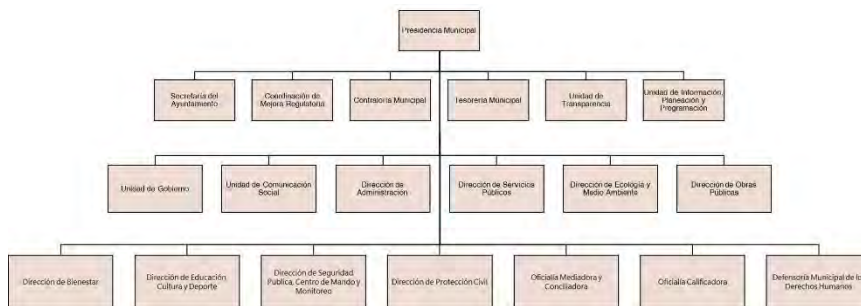 Presidencia Municipal
Secretaría del
Ayuntamiento
Coordinación de
Mejora Regulatoria
Contraloría Municipal
Tesorería Municipal
Unidad de
Transparencia
Unidad de Información,
Planeación y
Programación
Unidad de Gobierno
Unidad de Comunicación
Social
Dirección de
Administración
Dirección de Servicios
Públicos
Dirección de Ecología y
Medio Ambiente
Dirección de Obras
Públicas
Dirección de Bienestar
Dirección de Educación
Cultura y Deporte
Dirección de Seguridad
Pública, Centro de Mando y
Monitoreo
Dirección de Protección Civil
Oficialía Mediadora y
Conciliadora
Oficialía Calificadora
Defensoría Municipal de los
Derechos Humanos